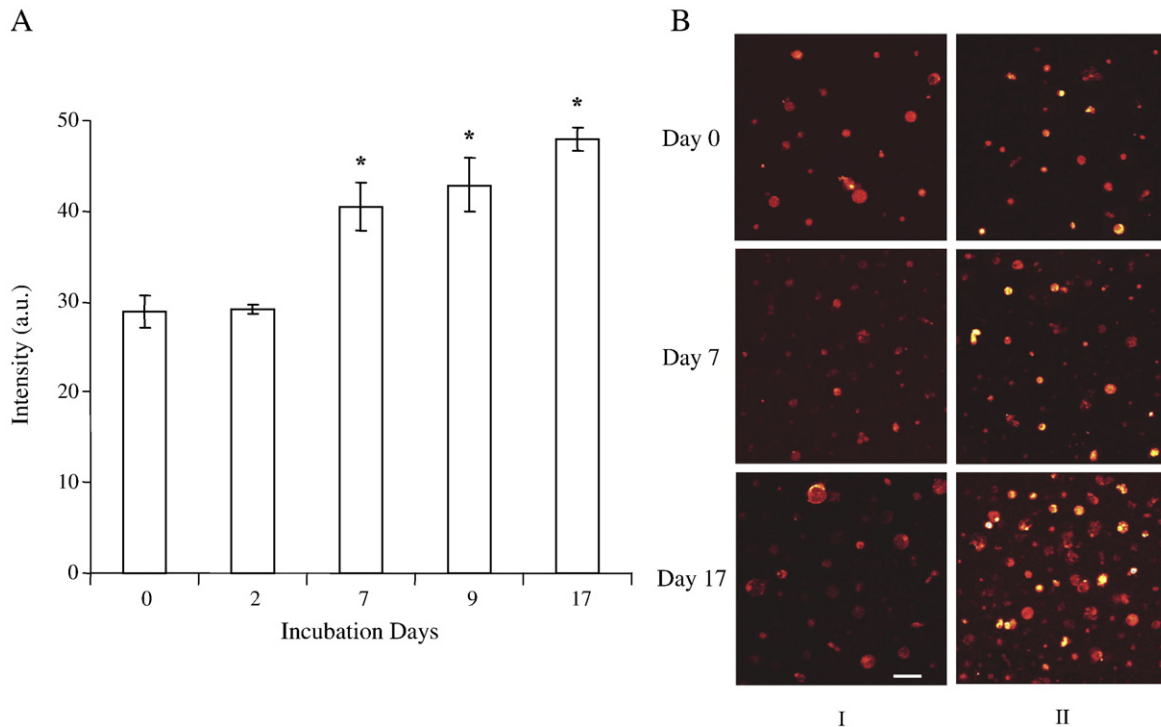 A
B
50
40
30
20
10
0
Intensity (a.u.)
*
*
*
0 2 7 9 17
Incubation Days
Day 0
Day 7
Day 17
I II